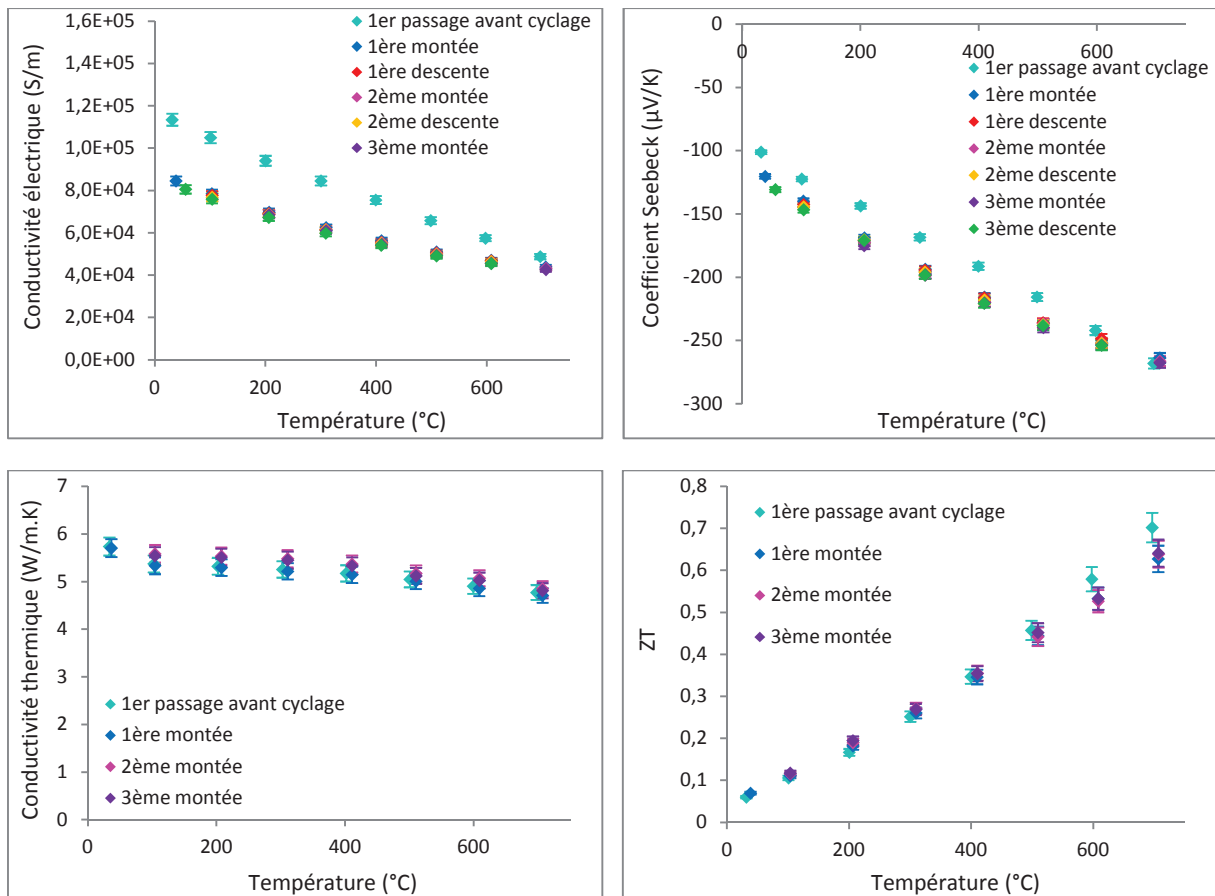 1,6E+05
1,4E+05
1,2E+05
1,0E+05
8,0E+04
6,0E+04
4,0E+04
2,0E+04
0,0E+00
0
200
400
600
Température (°C)
Conductivité électrique (S/m)
1er passage avant cyclage
1ère montée
1ère descente
2ème montée
2ème descente
3ème montée
0
-50
-100
-150
-200
-250
-300
0
200
400
600
Température (°C)
Coefficient Seebeck (µV/K)
1er passage avant cyclage
1ère montée
1ère descente
2ème montée
2ème descente
3ème montée
3ème descente
7
6
5
4
3
2
1
0
0
200
400
600
Température (°C)
Conductivité thermique (W/m.K)
1er passage avant cyclage
1ère montée
2ème montée
3ème montée
0,8
0,7
0,6
0,5
0,4
0,3
0,2
0,1
0
0
200
400
600
Température (°C)
ZT
1ère passage avant cyclage
1ère montée
2ème montée
3ème montée